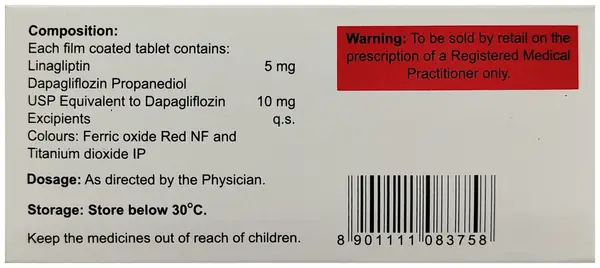 Composition:
Each film coated tablet contains:
Linagliptin 5 mg
Dapagliflozin Propanediol
USP Equivalent to Dapagliflozin 10 mg
Excipients q.s.
Colours: Ferric oxide Red NF and
Titanium dioxide IP
Dosage: As directed by the Physician.
Storage: Store below 30°C.
Keep the medicines out of reach of children.
Warning: To be sold by retail on the
prescription of a Registered Medical
Practitioner only.
8 901111 083758